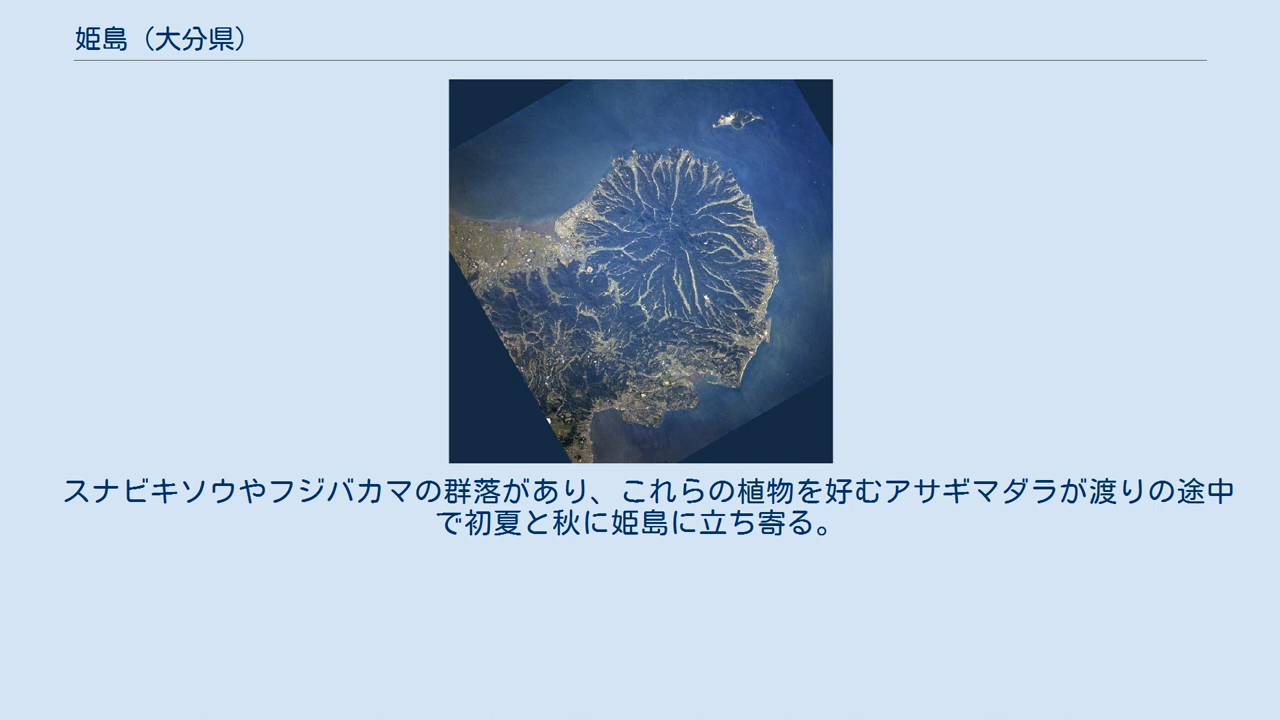 姫島（大分県）
スナビキソウやフジバカマの群落があり、これらの植物を好むアサギマダラが渡りの途中
で初夏と秋に姫島に立ち寄る。